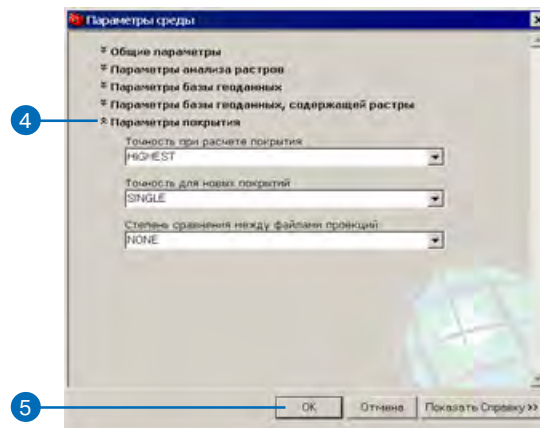 Параметры среды
Общие параметры
Параметры анализа растров
Параметры базы геоданных
Параметры базы геоданных, содержащей растры
4
Параметры покрытия
Точность при расчете покрытия
HIGHEST
Точность для новых покрытий
SINGLE
Степень сравнения между файлами проекций
NONE
5
OK
Отмена
Показать Справку >>